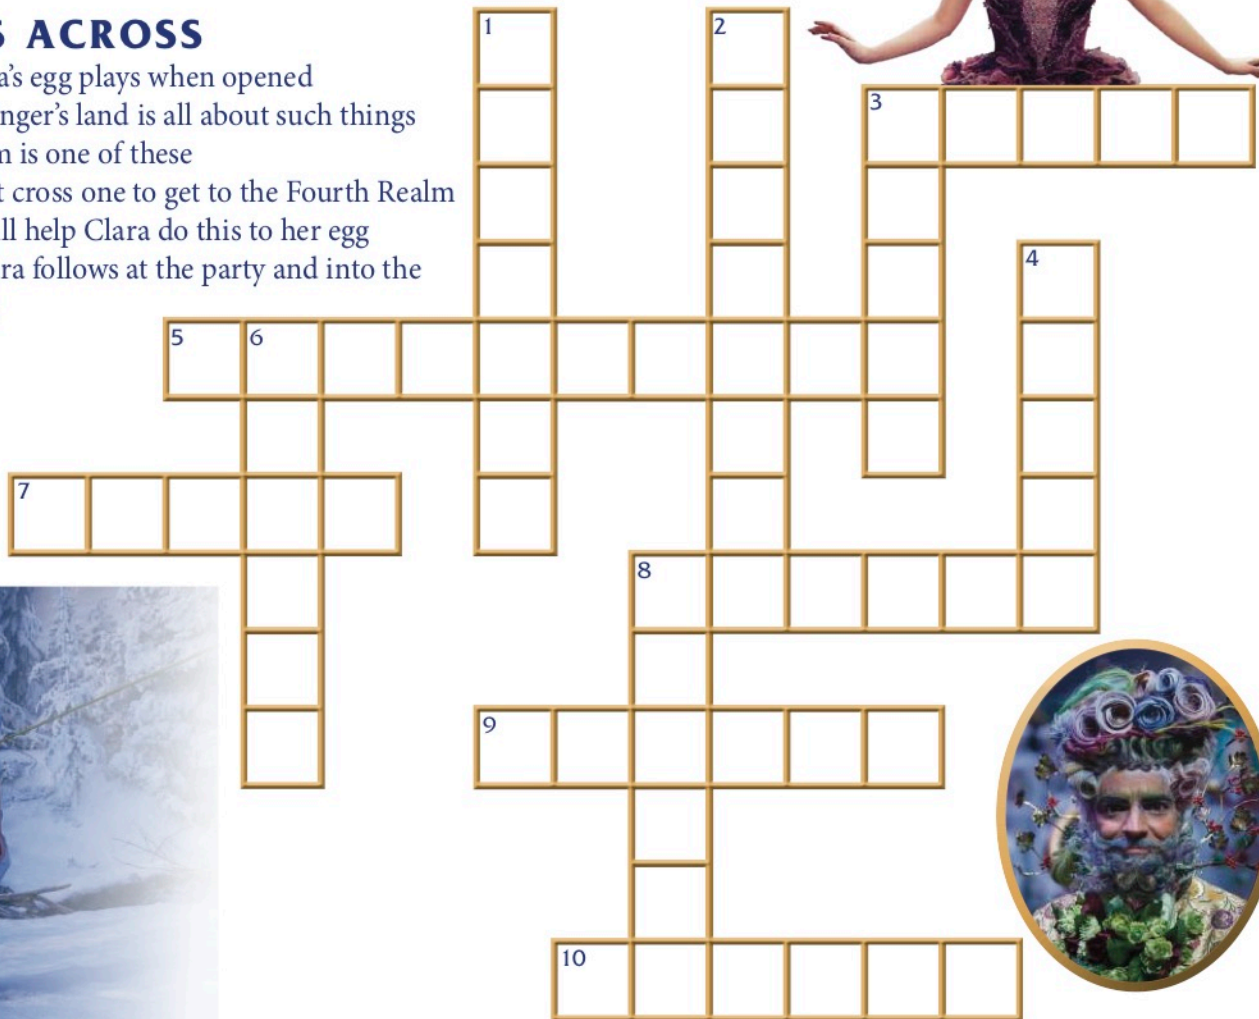 S ACROSS
a's egg plays when opened
nger's land is all about such things
n is one of these
t cross one to get to the Fourth Realm
ll help Clara do this to her egg
ra follows at the party and into the
1
2
3
4
5 6
7
8
9
10